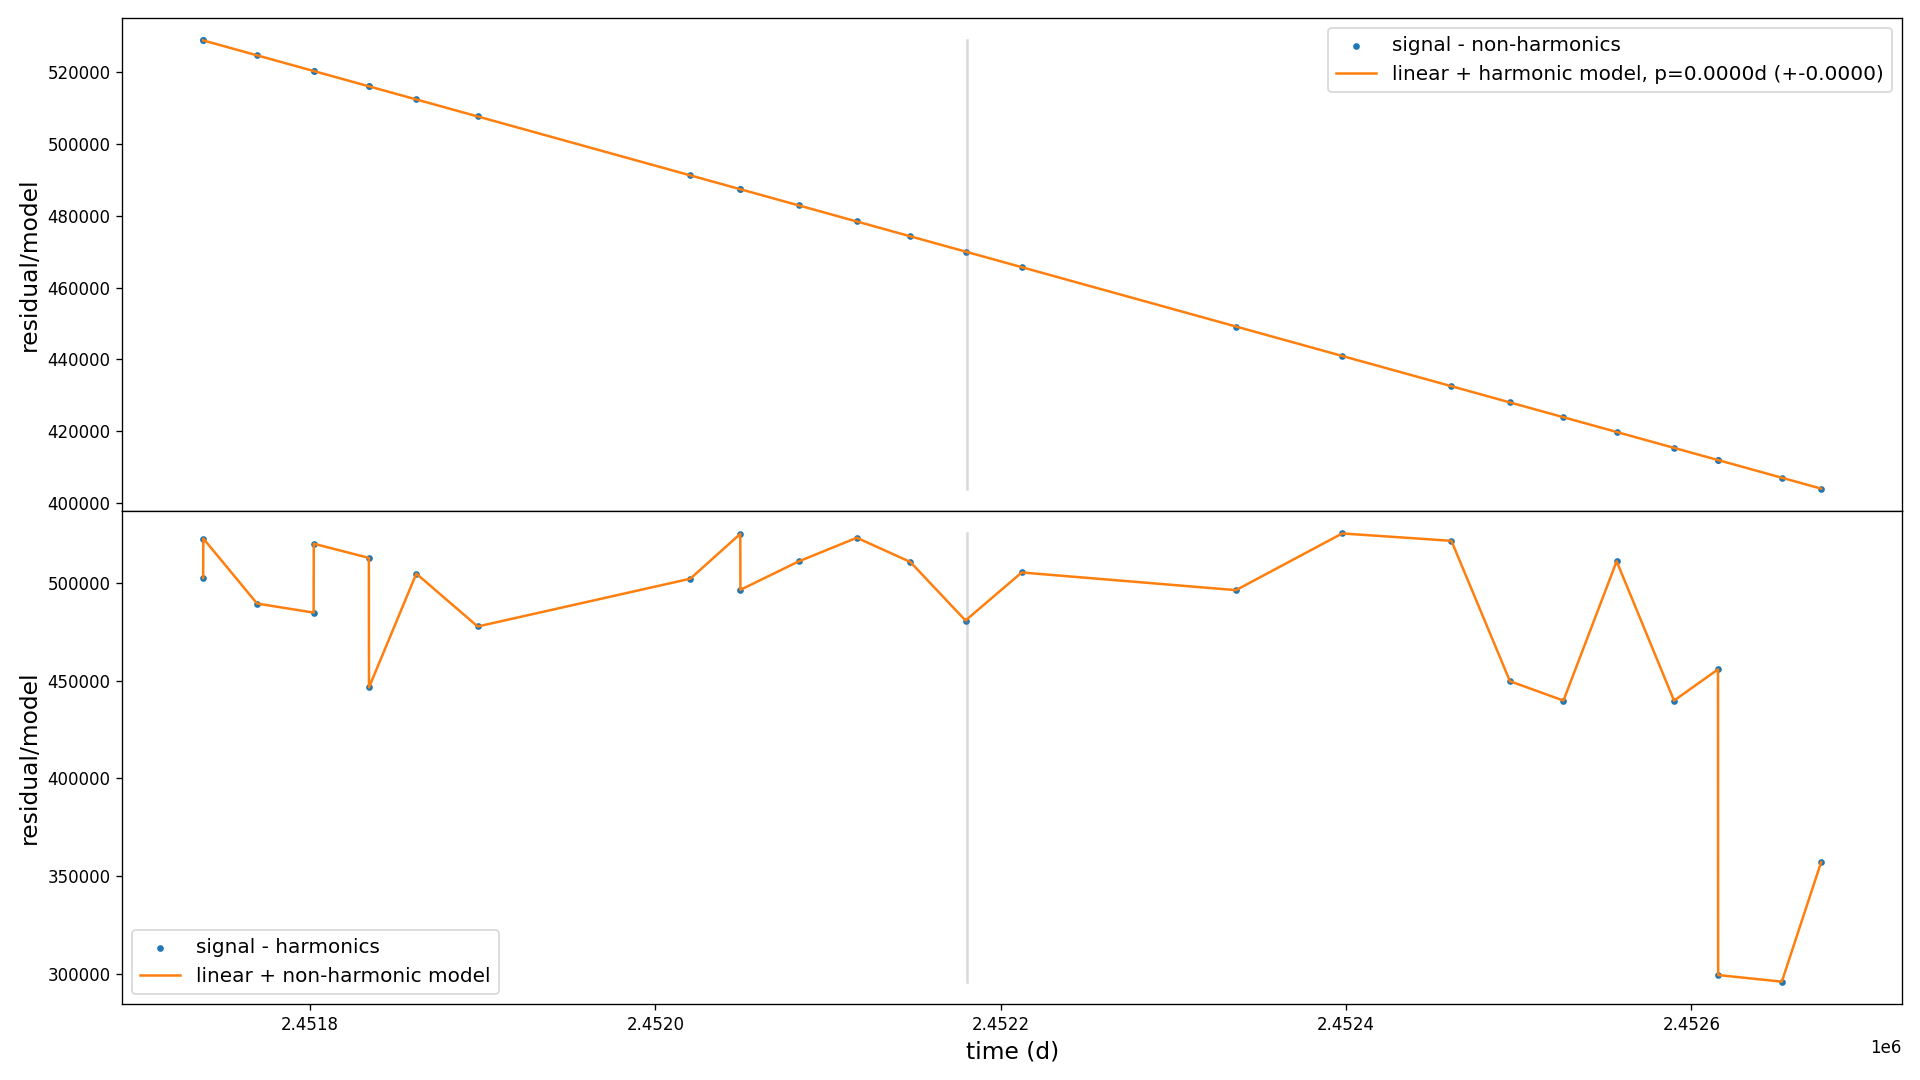 520000
500000
480000
460000
440000
420000
400000
residual/model
signal - non-harmonics
linear + harmonic model, p=0.0000d (+-0.0000)
500000
450000
400000
350000
300000
residual/model
signal - harmonics
linear + non-harmonic model
2.4518 2.4520 2.4522 2.4524 2.4526
1e6
time (d)